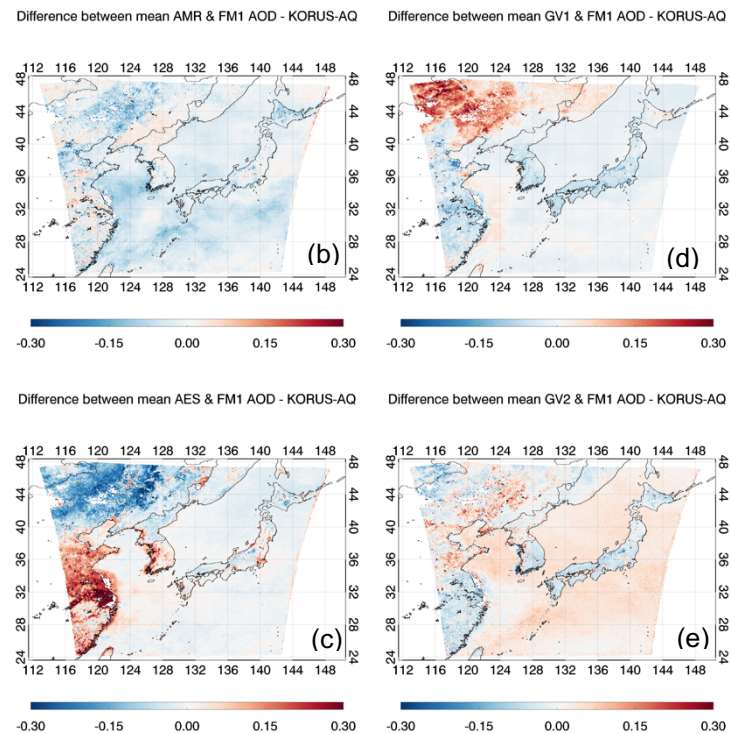 Difference between mean AMR & FM1 AOD - KORUS-AQ
112 116 120 124 128 132 136 140 144 148
48 44 40 36 32 28 24
(b)
112 116 120 124 128 132 136 140 144 148
-0.30 -0.15 0.00 0.15 0.30
Difference between mean GV1 & FM1 AOD - KORUS-AQ
112 116 120 124 128 132 136 140 144 148
48 44 40 36 32 28 24
48 44 40 36 32 28 24
(d)
112 116 120 124 128 132 136 140 144 148
-0.30 -0.15 0.00 0.15 0.30
Difference between mean AES & FM1 AOD - KORUS-AQ
112 116 120 124 128 132 136 140 144 148
48 44 40 36 32 28 24
48 44 40 36 32 28 24
(c)
112 116 120 124 128 132 136 140 144 148
-0.30 -0.15 0.00 0.15 0.30
Difference between mean GV2 & FM1 AOD - KORUS-AQ
112 116 120 124 128 132 136 140 144 148
48 44 40 36 32 28 24
48 44 40 36 32 28 24
(e)
112 116 120 124 128 132 136 140 144 148
-0.30 -0.15 0.00 0.15 0.30